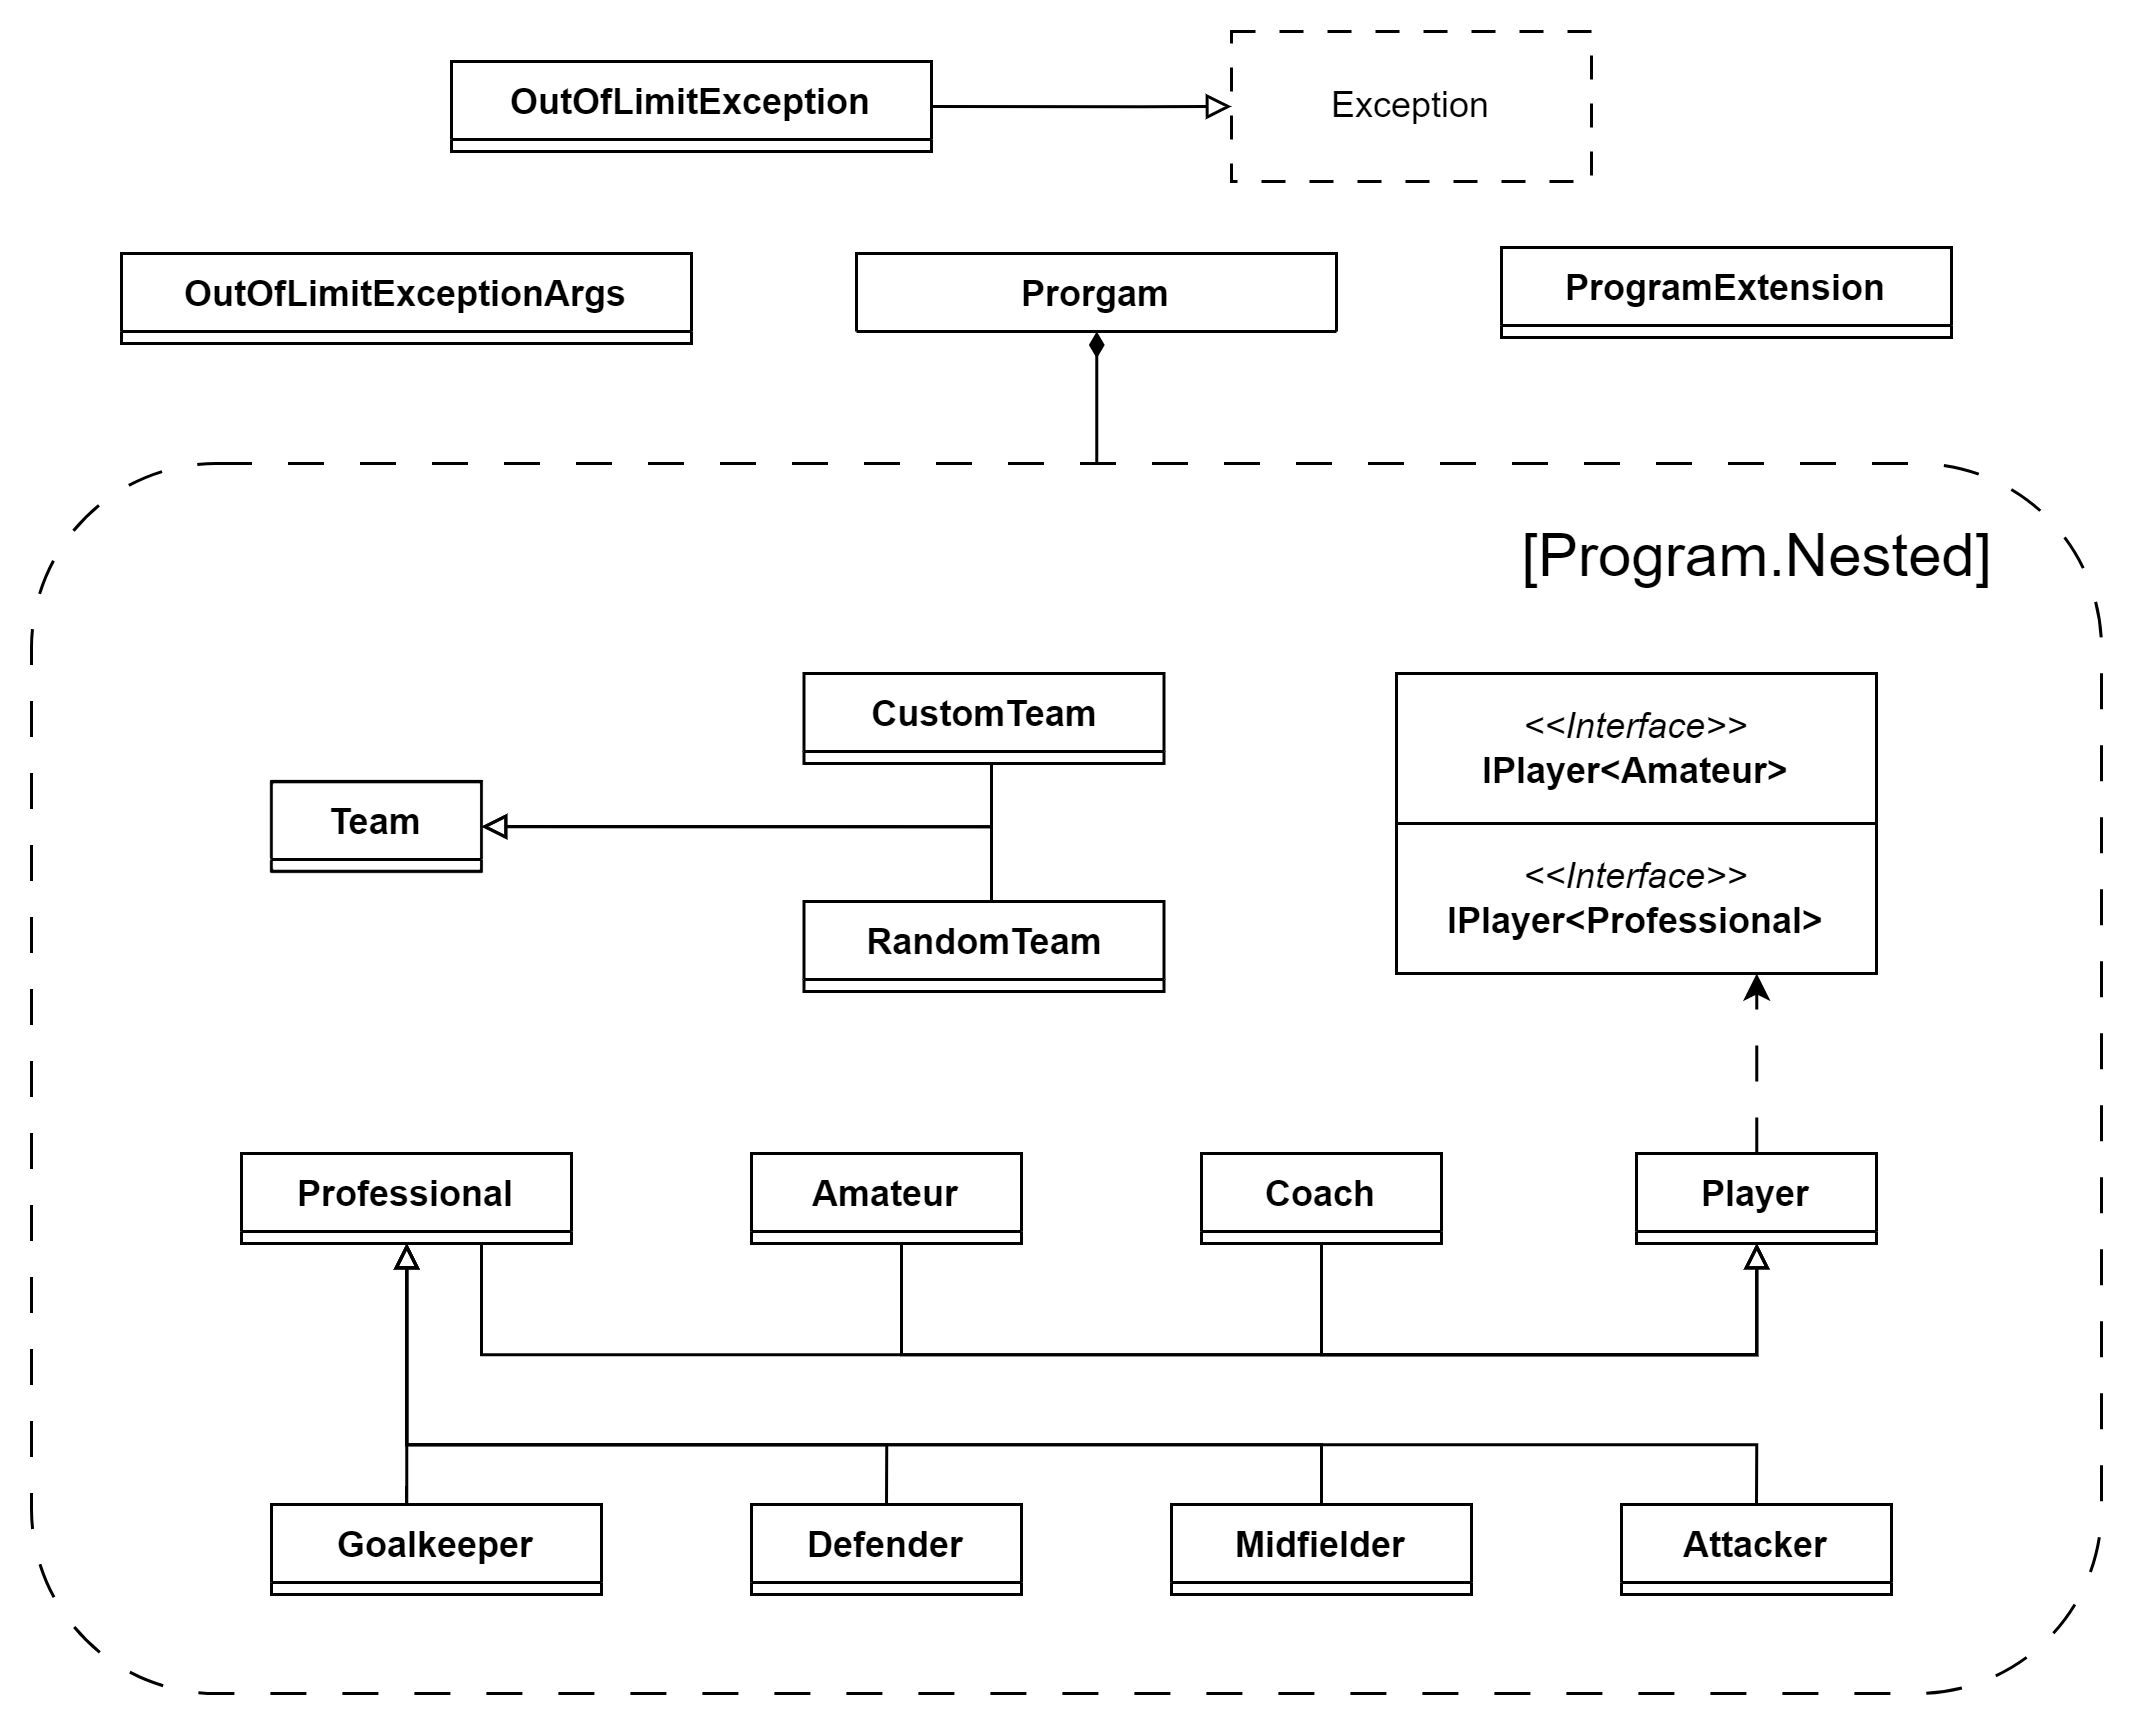 OutOfLimitException
Exception
OutOfLimitExceptionArgs
Prorgam
ProgramExtension
[Program.Nested]
CustomTeam
<<Interface>>
IPlayer<Amateur>
Team
<<Interface>>
IPlayer<Professional>
RandomTeam
Professional
Amateur
Coach
Player
Goalkeeper
Defender
Midfielder
Attacker